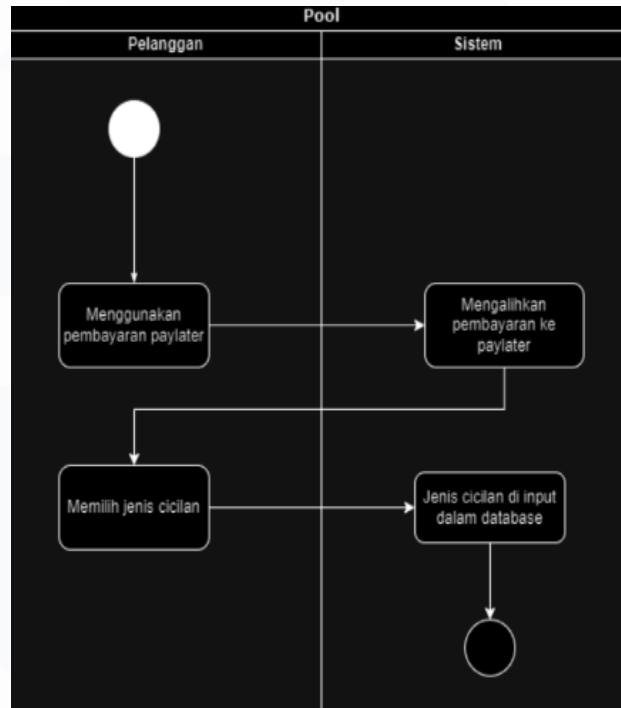 Pool
Pelanggan
Sistem
Menggunakan
pembayaran paylater
Mengalihkan
pembayaran ke
paylater
Memilih jenis cicilan
Jenis cicilan di input
dalam database